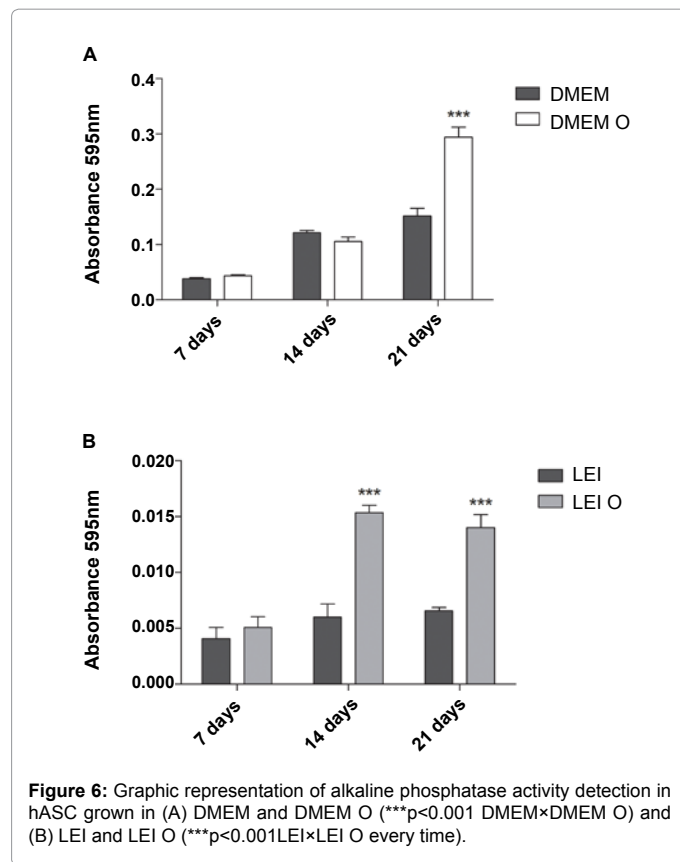 A
0.4
0.3
0.2
0.1
0.0
Absorbance 595nm
DMEM
DMEM O
***
7 days
14 days
21 days
B
0.020
0.015
0.010
0.005
0.000
Absorbance 595nm
LEI
LEI O
***
***
7 days
14 days
21 days
Figure 6: Graphic representation of alkaline phosphatase activity detection in
hASC grown in (A) DMEM and DMEM O (***p<0.001 DMEM×DMEM O) and
(B) LEI and LEI O (***p<0.001LEI×LEI O every time).